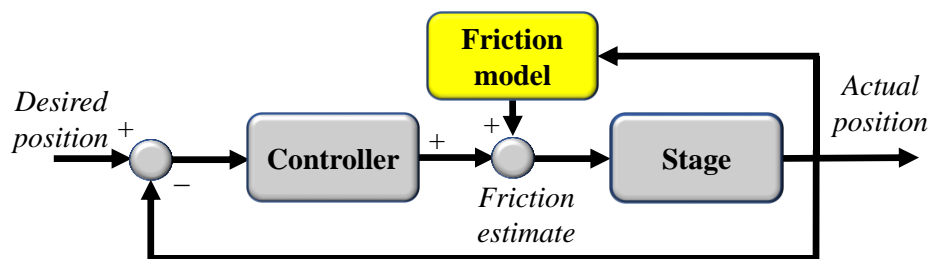 Friction
model
Desired
position
+
−
Controller
+
+
Friction
estimate
Stage
Actual
position